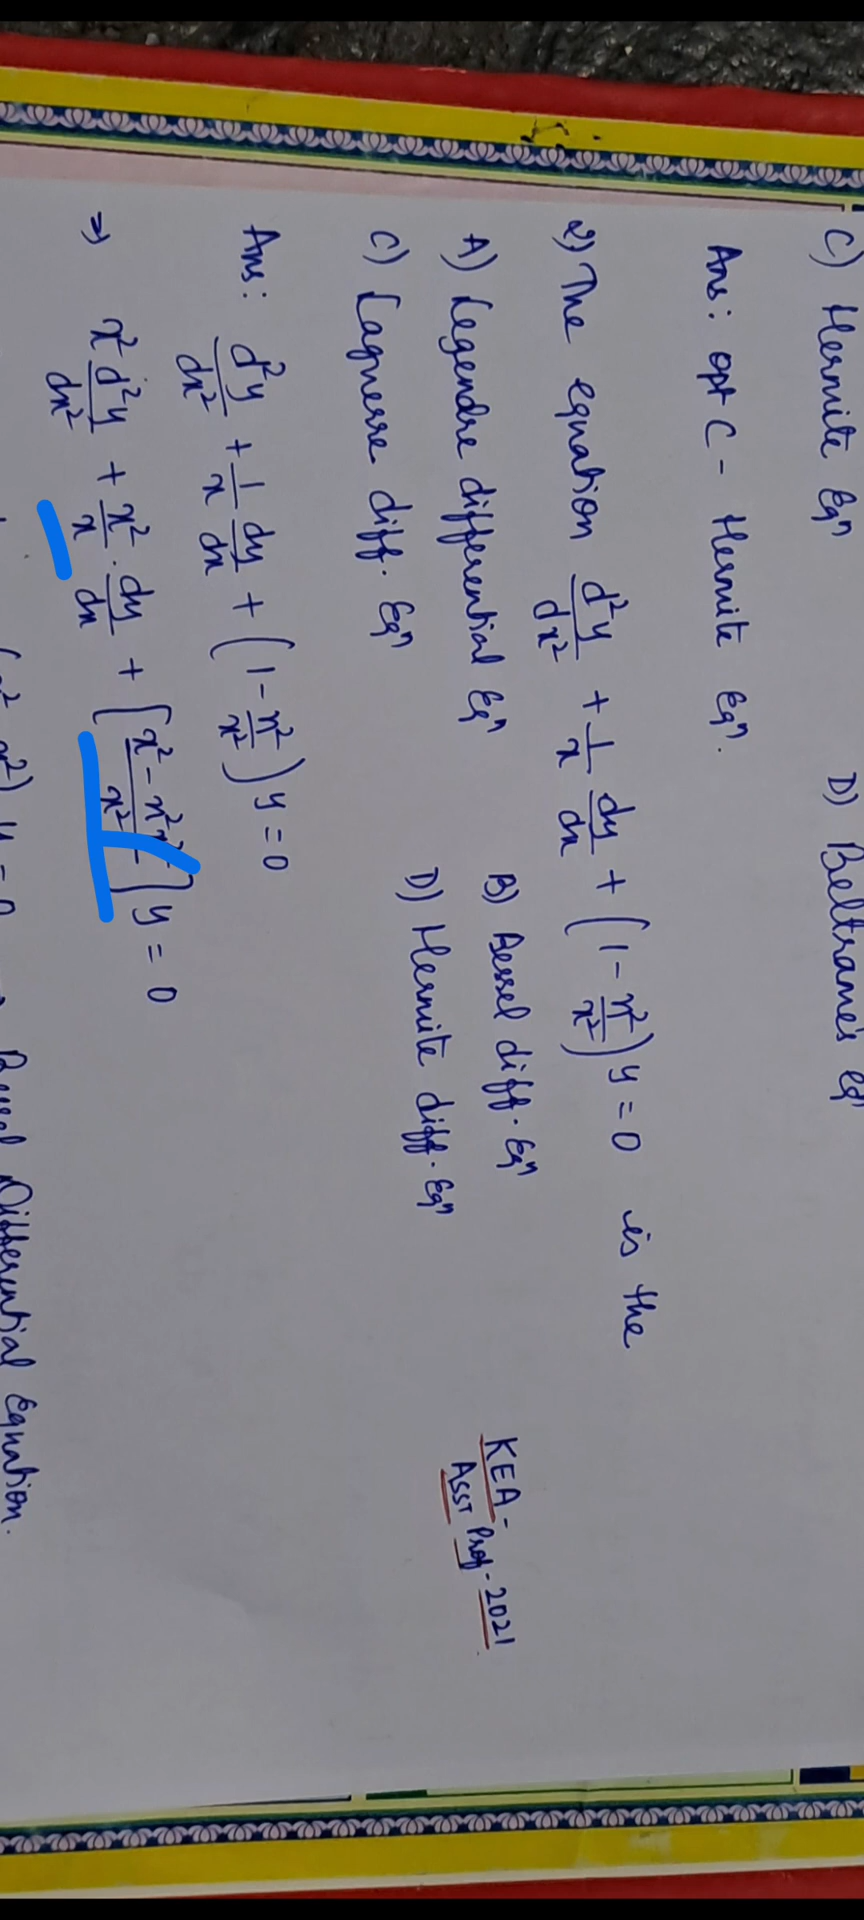 C) Hermite Eqⁿ D) Beltrame's eqⁿ
Ans: opt C - Hermite Eqⁿ.
2) The equation d²y/dx² + 1/x dy/dx + (1 - n²/x²) y = 0 is the
KEA -
Asst Prof - 2021
A) Legendre differential Eqⁿ B) Bessel diff. Eqⁿ
C) Laguerre diff. Eqⁿ D) Hermite diff. Eqⁿ
Ans: d²y/dx² + 1/x dy/dx + (1 - n²/x²) y = 0
⇒ x² d²y/dx² + x²/x · dy/dx + [x² - n² / x²] y = 0
y = 0 → Bessel Differential Equation.